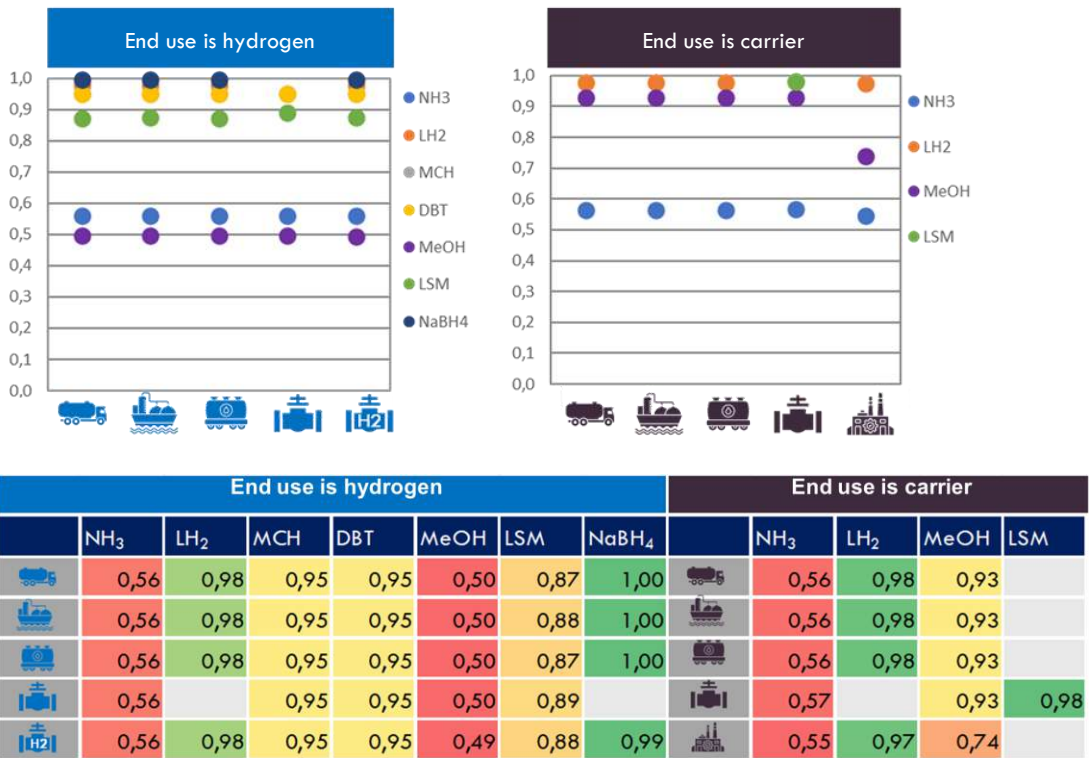 End use is hydrogen
1,0
0,9
0,8
0,7
0,6
0,5
0,4
0,3
0,2
0,1
0,0
NH3
LH2
MCH
DBT
MeOH
LSM
NaBH4
H2
End use is carrier
1,0
0,9
0,8
0,7
0,6
0,5
0,4
0,3
0,2
0,1
0,0
NH3
LH2
MeOH
LSM
End use is hydrogen End use is carrier
NH₃ LH₂ MCH DBT MeOH LSM NaBH₄ NH₃ LH₂ MeOH LSM
0,56 0,98 0,95 0,95 0,50 0,87 1,00 0,56 0,98 0,93
0,56 0,98 0,95 0,95 0,50 0,88 1,00 0,56 0,98 0,93
0,56 0,98 0,95 0,95 0,50 0,87 1,00 0,56 0,98 0,93
0,56 0,95 0,95 0,50 0,89 0,57 0,93 0,98
H2 0,56 0,98 0,95 0,95 0,49 0,88 0,99 0,55 0,97 0,74